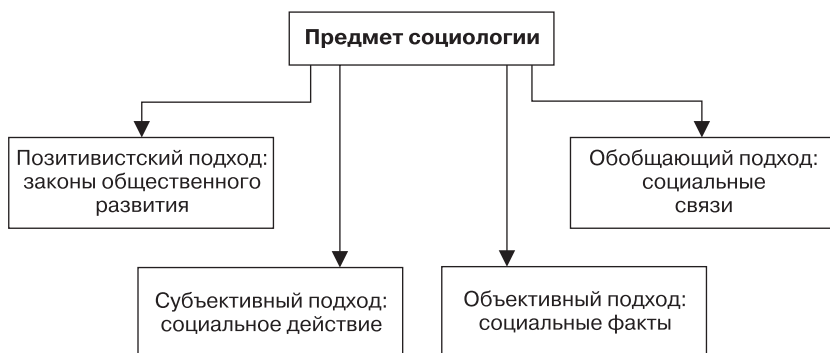 Предмет социологии
Позитивистский подход:
законы общественного
развития
Обобщающий подход:
социальные
связи
Субъективный подход:
социальное действие
Объективный подход:
социальные факты